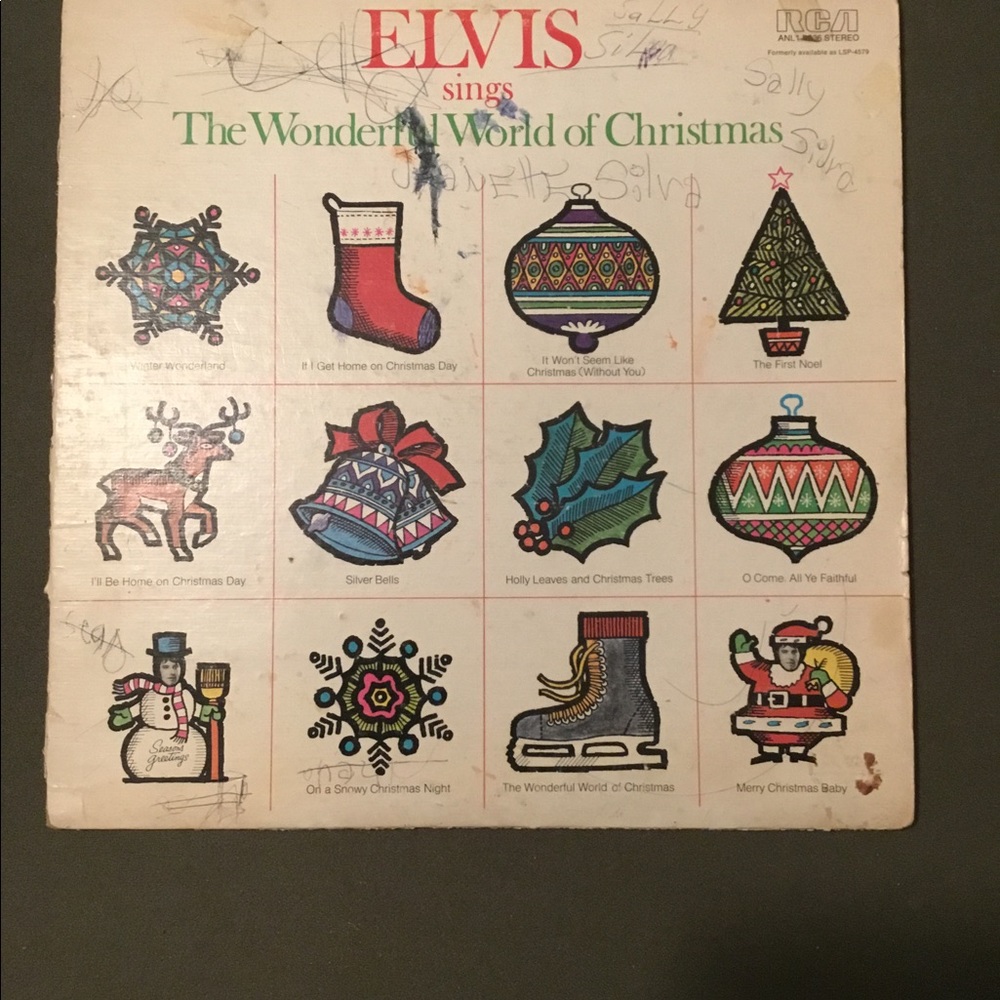 ELVIS
sings
The Wonderful World of Christmas
RCA
STEREO
Formerly available as LSP-4579
SaLLy
Silva
Sally
Silva
JEANETTE Silva
Winter Wonderland
If I Get Home on Christmas Day
It Won't Seem Like
Christmas (Without You)
The First Noel
I'll Be Home on Christmas Day
Silver Bells
Holly Leaves and Christmas Trees
O Come, All Ye Faithful
Seasons
Greetings
On a Snowy Christmas Night
The Wonderful World of Christmas
Merry Christmas Baby